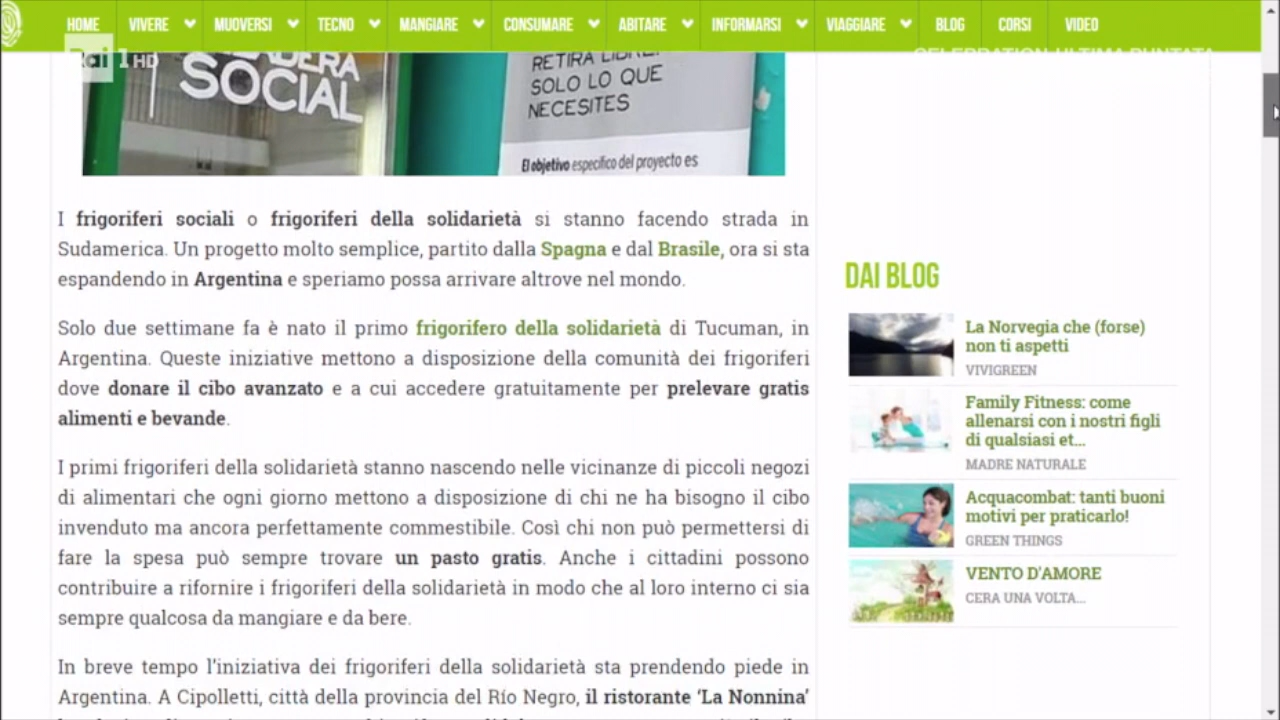 HOME VIVERE MUOVERSI TECNO MANGIARE CONSUMARE ABITARE INFORMARSI VIAGGIARE BLOG CORSI VIDEO
Rai 1 HD
CELEBRATION ULTIMA PUNTATA
SOCIAL
RETIRA LIBRE
SOLO LO QUE
NECESITES
El objetivo especifico del proyecto es
I frigoriferi sociali o frigoriferi della solidarietà si stanno facendo strada in
Sudamerica. Un progetto molto semplice, partito dalla Spagna e dal Brasile, ora si sta
espandendo in Argentina e speriamo possa arrivare altrove nel mondo.
Solo due settimane fa è nato il primo frigorifero della solidarietà di Tucuman, in
Argentina. Queste iniziative mettono a disposizione della comunità dei frigoriferi
dove donare il cibo avanzato e a cui accedere gratuitamente per prelevare gratis
alimenti e bevande.
I primi frigoriferi della solidarietà stanno nascendo nelle vicinanze di piccoli negozi
di alimentari che ogni giorno mettono a disposizione di chi ne ha bisogno il cibo
invenduto ma ancora perfettamente commestibile. Così chi non può permettersi di
fare la spesa può sempre trovare un pasto gratis. Anche i cittadini possono
contribuire a rifornire i frigoriferi della solidarietà in modo che al loro interno ci sia
sempre qualcosa da mangiare e da bere.
In breve tempo l'iniziativa dei frigoriferi della solidarietà sta prendendo piede in
Argentina. A Cipolletti, città della provincia del Río Negro, il ristorante ‘La Nonnina’
DAI BLOG
La Norvegia che (forse)
non ti aspetti
VIVIGREEN
Family Fitness: come
allenarsi con i nostri figli
di qualsiasi et...
MADRE NATURALE
Acquacombat: tanti buoni
motivi per praticarlo!
GREEN THINGS
VENTO D'AMORE
CERA UNA VOLTA...